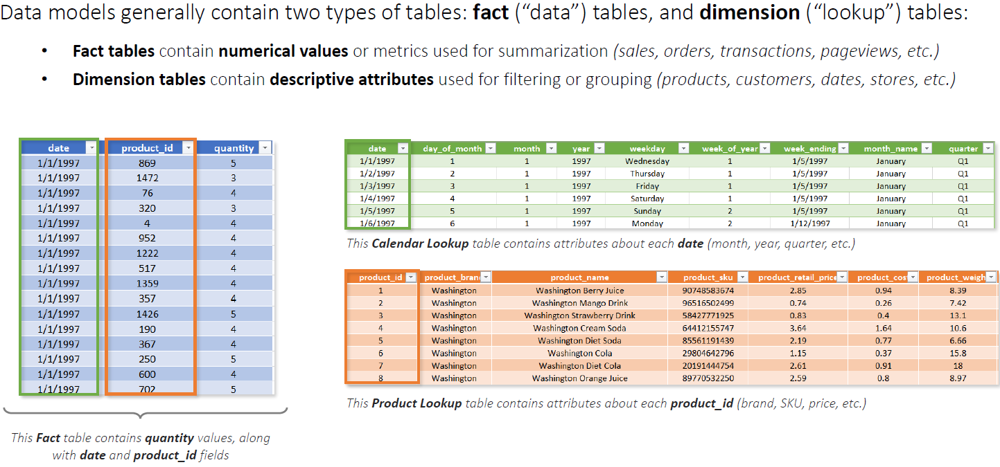 Data models generally contain two types of tables: fact (“data”) tables, and dimension (“lookup”) tables:
• Fact tables contain numerical values or metrics used for summarization (sales, orders, transactions, pageviews, etc.)
• Dimension tables contain descriptive attributes used for filtering or grouping (products, customers, dates, stores, etc.)
date product_id quantity
1/1/1997 869 5
1/1/1997 1472 3
1/1/1997 76 4
1/1/1997 320 3
1/1/1997 4 4
1/1/1997 952 4
1/1/1997 1222 4
1/1/1997 517 4
1/1/1997 1359 4
1/1/1997 357 4
1/1/1997 1426 5
1/1/1997 190 4
1/1/1997 367 4
1/1/1997 250 5
1/1/1997 600 4
1/1/1997 702 5
This Fact table contains quantity values, along
with date and product_id fields
date day_of_month month year weekday week_of_year week_ending month_name quarter
1/1/1997 1 1 1997 Wednesday 1 1/5/1997 January Q1
1/2/1997 2 1 1997 Thursday 1 1/5/1997 January Q1
1/3/1997 3 1 1997 Friday 1 1/5/1997 January Q1
1/4/1997 4 1 1997 Saturday 1 1/5/1997 January Q1
1/5/1997 5 1 1997 Sunday 2 1/5/1997 January Q1
1/6/1997 6 1 1997 Monday 2 1/12/1997 January Q1
This Calendar Lookup table contains attributes about each date (month, year, quarter, etc.)
product_id product_bran product_name product_sku product_retail_price product_cos product_weigh
1 Washington Washington Berry Juice 90748583674 2.85 0.94 8.39
2 Washington Washington Mango Drink 96516502499 0.74 0.26 7.42
3 Washington Washington Strawberry Drink 58427771925 0.83 0.4 13.1
4 Washington Washington Cream Soda 64412155747 3.64 1.64 10.6
5 Washington Washington Diet Soda 85561191439 2.19 0.77 6.66
6 Washington Washington Cola 29804642796 1.15 0.37 15.8
7 Washington Washington Diet Cola 20191444754 2.61 0.91 18
8 Washington Washington Orange Juice 89770532250 2.59 0.8 8.97
This Product Lookup table contains attributes about each product_id (brand, SKU, price, etc.)